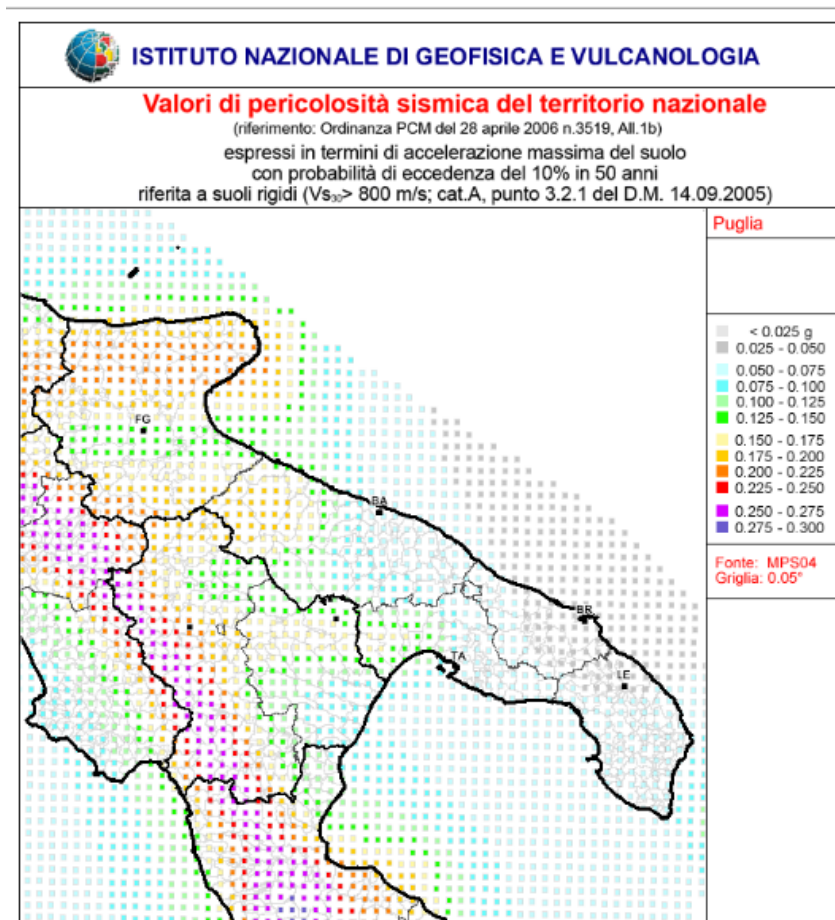 ISTITUTO NAZIONALE DI GEOFISICA E VULCANOLOGIA
Valori di pericolosità sismica del territorio nazionale
(riferimento: Ordinanza PCM del 28 aprile 2006 n.3519, All.1b)
espressi in termini di accelerazione massima del suolo
con probabilità di eccedenza del 10% in 50 anni
riferita a suoli rigidi (Vs₃₀> 800 m/s; cat.A, punto 3.2.1 del D.M. 14.09.2005)
Puglia
< 0.025 g
0.025 - 0.050
0.050 - 0.075
0.075 - 0.100
0.100 - 0.125
0.125 - 0.150
0.150 - 0.175
0.175 - 0.200
0.200 - 0.225
0.225 - 0.250
0.250 - 0.275
0.275 - 0.300
Fonte: MPS04
Griglia: 0.05°
FG
BA
BR
TA
LE